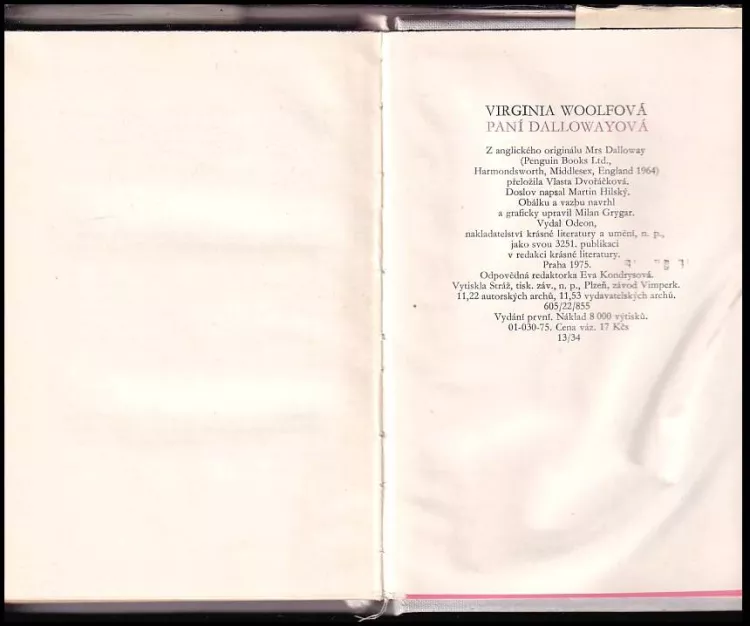 VIRGINIA WOOLFOVÁ
PANÍ DALLOWAYOVÁ
Z anglického originálu Mrs Dalloway
(Penguin Books Ltd.,
Harmondsworth, Middlesex, England 1964)
přeložila Vlasta Dvořáčková.
Doslov napsal Martin Hilský.
Obálku a vazbu navrhl
a graficky upravil Milan Grygar.
Vydal Odeon,
nakladatelství krásné literatury a umění, n. p.,
jako svou 3251. publikaci
v redakci krásné literatury.
Praha 1975.
Odpovědná redaktorka Eva Kondrysová.
Vytiskla Stráž, tisk. záv., n. p., Plzeň, závod Vimperk.
11,22 autorských archů, 11,53 vydavatelských archů.
605/22/855
Vydání první. Náklad 8 000 výtisků.
01-030-75. Cena váz. 17 Kčs
13/34